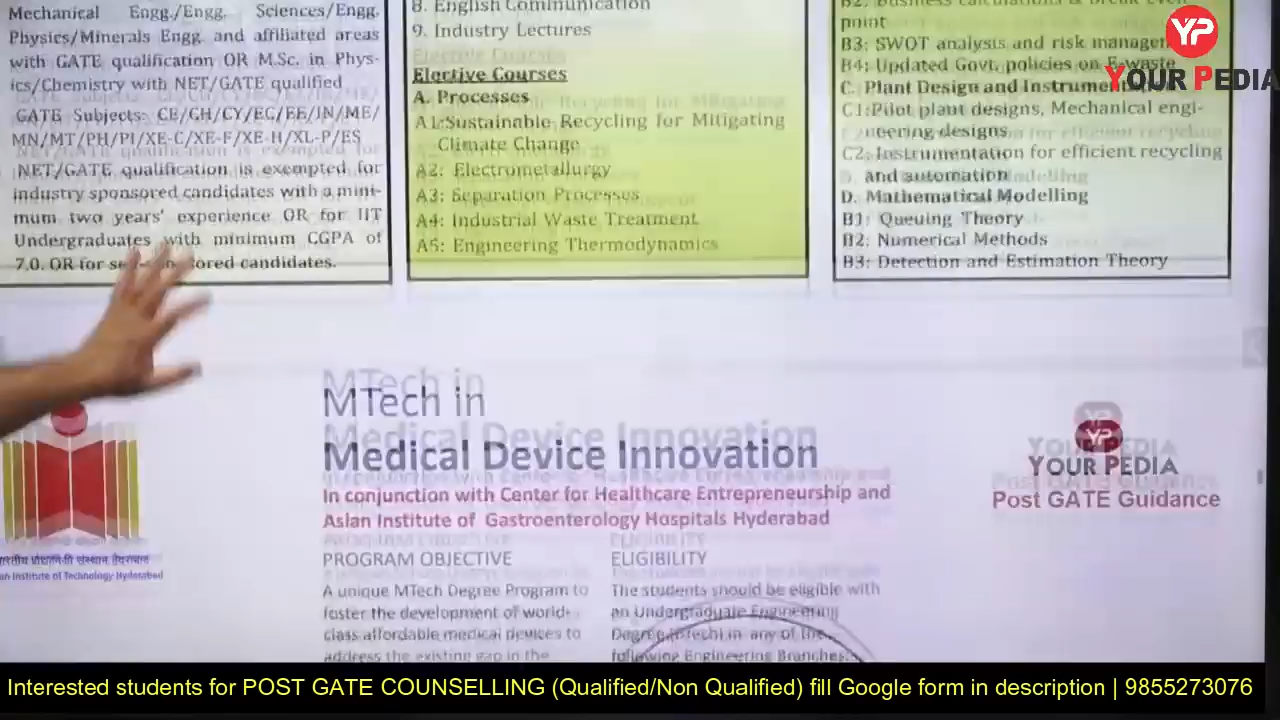 Mechanical Engg./Engg. Sciences/Engg.
Physics/Minerals Engg. and affiliated areas
with GATE qualification OR M.Sc. in Phys-
ics/Chemistry with NET/GATE qualified
GATE Subjects: CE/CH/CY/EC/EE/IN/ME/
MN/MT/PH/PI/XE-C/XE-F/XE-H/XL-P/ES
NET/GATE qualification is exempted for
industry sponsored candidates with a mini-
mum two years' experience OR for IIT
Undergraduates with minimum CGPA of
7.0. OR for candidates.
8. English Communication
9. Industry Lectures
Elective Courses
A. Processes
A1:Sustainable Recycling for Mitigating
Climate Change
A2: Electrometallurgy
A3: Separation Processes
A4: Industrial Waste Treatment
A5: Engineering Thermodynamics
B2: Business calculations & break even
point
B3: SWOT analysis and risk
B4: Updated Govt. policies on E-waste
C. Plant Design and
C1:Pilot plant designs, Mechanical engi-
neering designs
C2: Instrumentation for efficient recycling
and automation
D. Mathematical Modelling
B1: Queuing Theory
B2: Numerical Methods
B3: Detection and Estimation Theory
YP
YOUR PEDIA
MTech in
Medical Device Innovation
In conjunction with Center for Healthcare Entrepreneurship and
Asian Institute of Gastroenterology Hospitals Hyderabad
YP
YOUR PEDIA
Post GATE Guidance
Institute of Technology Hyderabad
PROGRAM OBJECTIVE
A unique MTech Degree Program to
foster the development of world-
class affordable medical devices to
address the existing gap in the
ELIGIBILITY
The students should be eligible with
an Undergraduate Engineering
Degree (BTech) in any of the
following Engineering Branches:
Interested students for POST GATE COUNSELLING (Qualified/Non Qualified) fill Google form in description | 9855273076